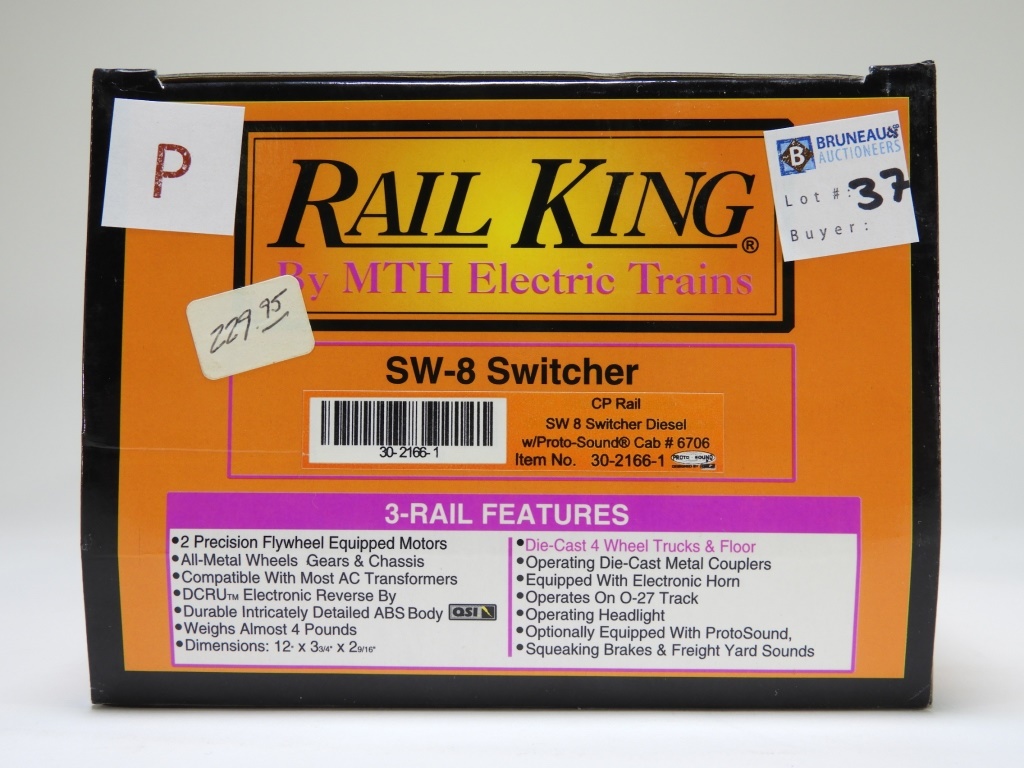 P
BRUNEAU &
AUCTIONEERS
B
Lot #: 37
Buyer:
RAIL KING®
By MTH Electric Trains
229.95
SW-8 Switcher
30-2166-1
CP Rail
SW 8 Switcher Diesel
w/Proto-Sound® Cab # 6706
Item No. 30-2166-1
PROTO SOUND
3-RAIL FEATURES
•2 Precision Flywheel Equipped Motors
•All-Metal Wheels Gears & Chassis
•Compatible With Most AC Transformers
•DCRU™ Electronic Reverse By
•Durable Intricately Detailed ABS Body QSI
•Weighs Almost 4 Pounds
•Dimensions: 12" x 3 3/4" x 2 9/16"
•Die-Cast 4 Wheel Trucks & Floor
•Operating Die-Cast Metal Couplers
•Equipped With Electronic Horn
•Operates On O-27 Track
•Operating Headlight
•Optionally Equipped With ProtoSound,
•Squeaking Brakes & Freight Yard Sounds